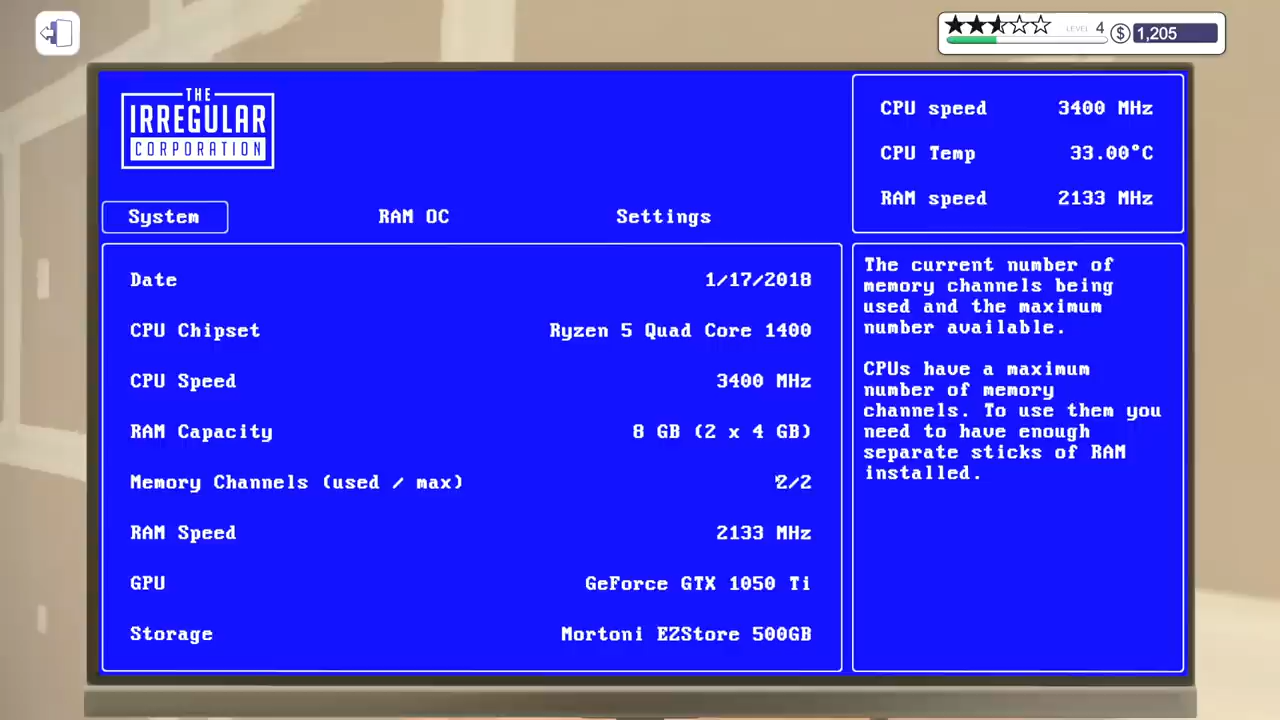 LEVEL 4 $ 1,205
THE
IRREGULAR
CORPORATION
CPU speed 3400 MHz
CPU Temp 33.00°C
RAM speed 2133 MHz
System RAM OC Settings
Date 1/17/2018
CPU Chipset Ryzen 5 Quad Core 1400
CPU Speed 3400 MHz
RAM Capacity 8 GB (2 x 4 GB)
Memory Channels (used / max) 2/2
RAM Speed 2133 MHz
GPU GeForce GTX 1050 Ti
Storage Mortoni EZStore 500GB
The current number of
memory channels being
used and the maximum
number available.
CPUs have a maximum
number of memory
channels. To use them you
need to have enough
separate sticks of RAM
installed.